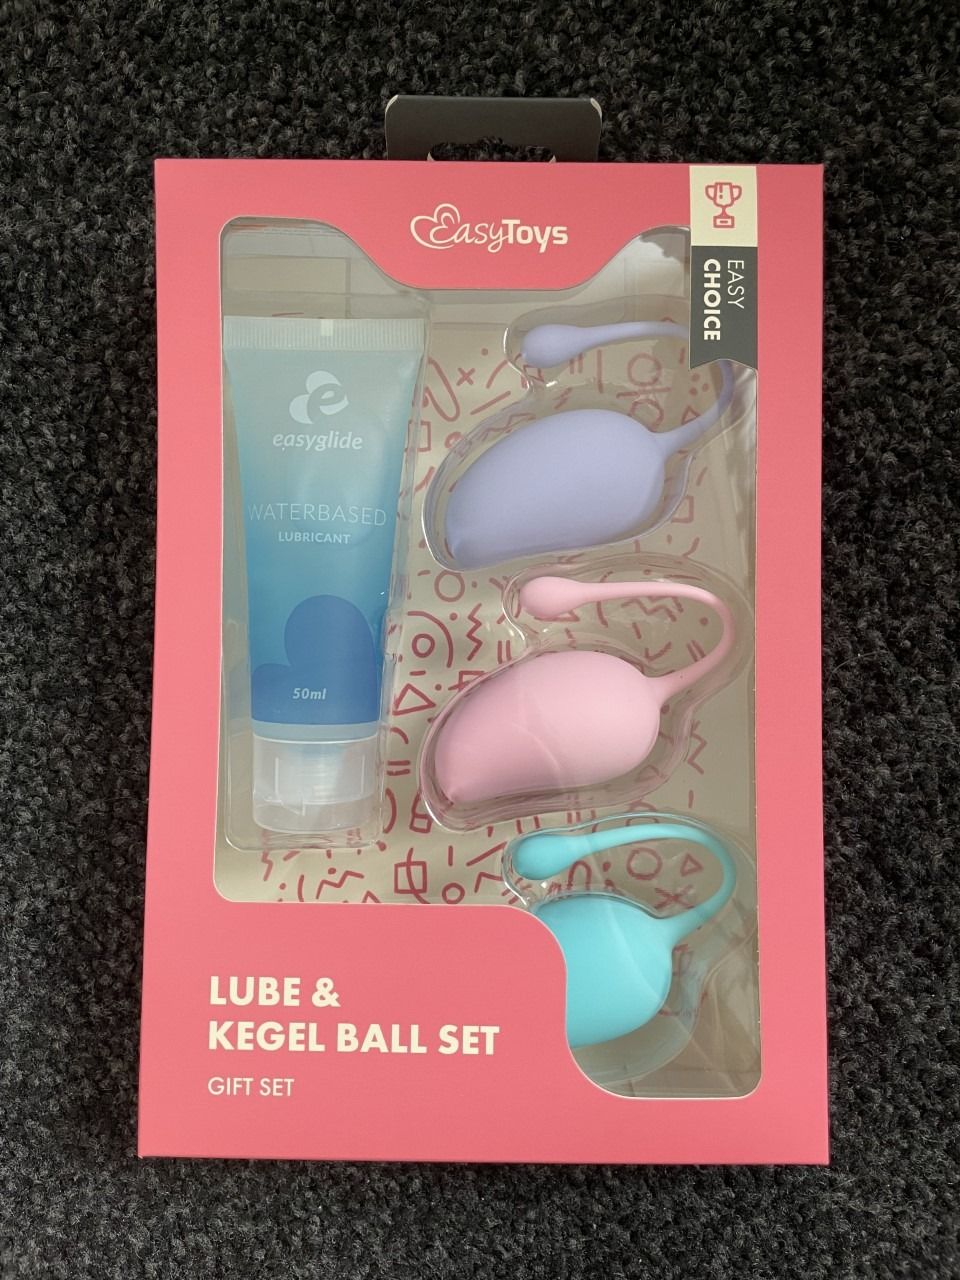 EasyToys
EASY
CHOICE
e
easyglide
WATERBASED
LUBRICANT
50ml
LUBE &
KEGEL BALL SET
GIFT SET